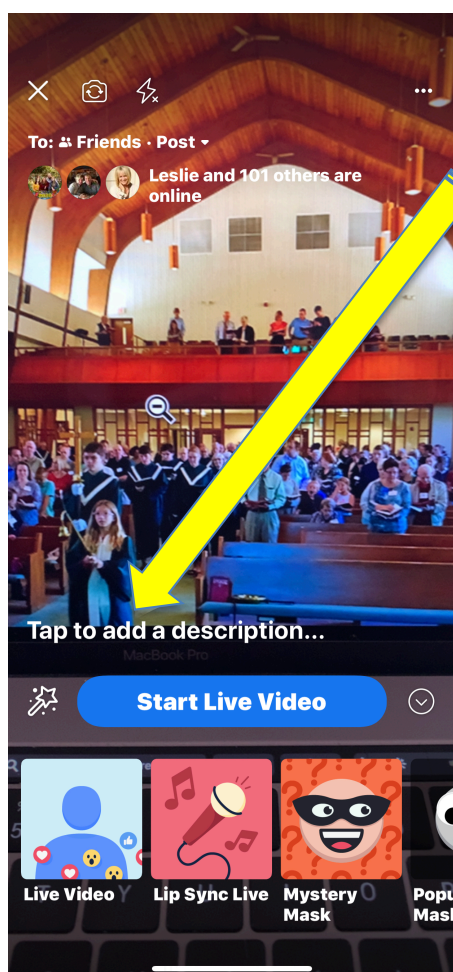 To: Friends · Post
Leslie and 101 others are
online
Tap to add a description...
MacBook Pro
Start Live Video
Live Video
Lip Sync Live
Mystery
Mask
Popu
Mask